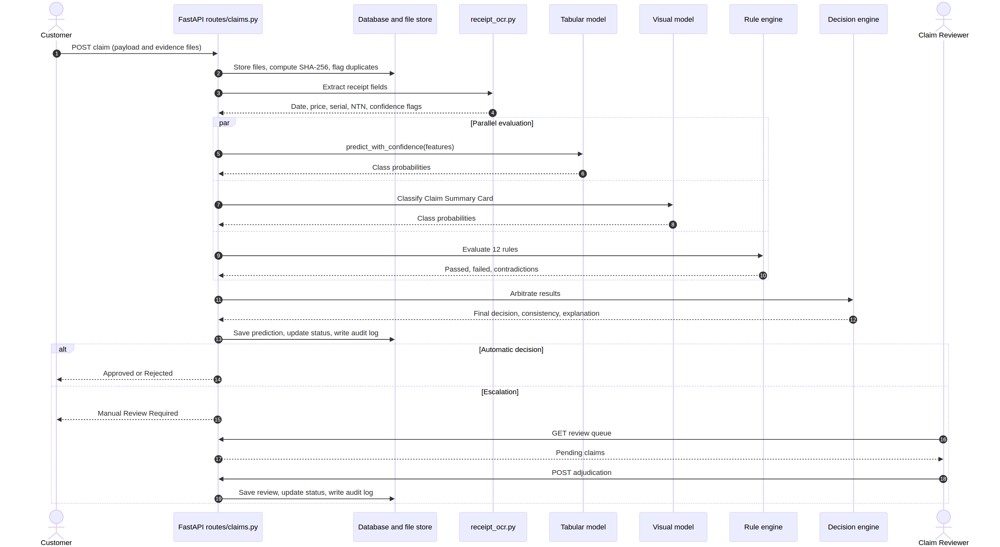 Customer
FastAPI routes/claims.py
Database and file store
receipt_ocr.py
Tabular model
Visual model
Rule engine
Decision engine
Claim Reviewer
POST claim (payload and evidence files)
1
Store files, compute SHA-256, flag duplicates
2
Extract receipt fields
3
Date, price, serial, NTN, confidence flags
4
par
[Parallel evaluation]
predict_with_confidence(features)
5
Class probabilities
6
Classify Claim Summary Card
7
Class probabilities
8
Evaluate 12 rules
9
Passed, failed, contradictions
10
Arbitrate results
11
Final decision, consistency, explanation
12
Save prediction, update status, write audit log
13
alt
[Automatic decision]
Approved or Rejected
14
[Escalation]
Manual Review Required
15
GET review queue
16
Pending claims
17
POST adjudication
18
Save review, update status, write audit log
19
Customer
FastAPI routes/claims.py
Database and file store
receipt_ocr.py
Tabular model
Visual model
Rule engine
Decision engine
Claim Reviewer